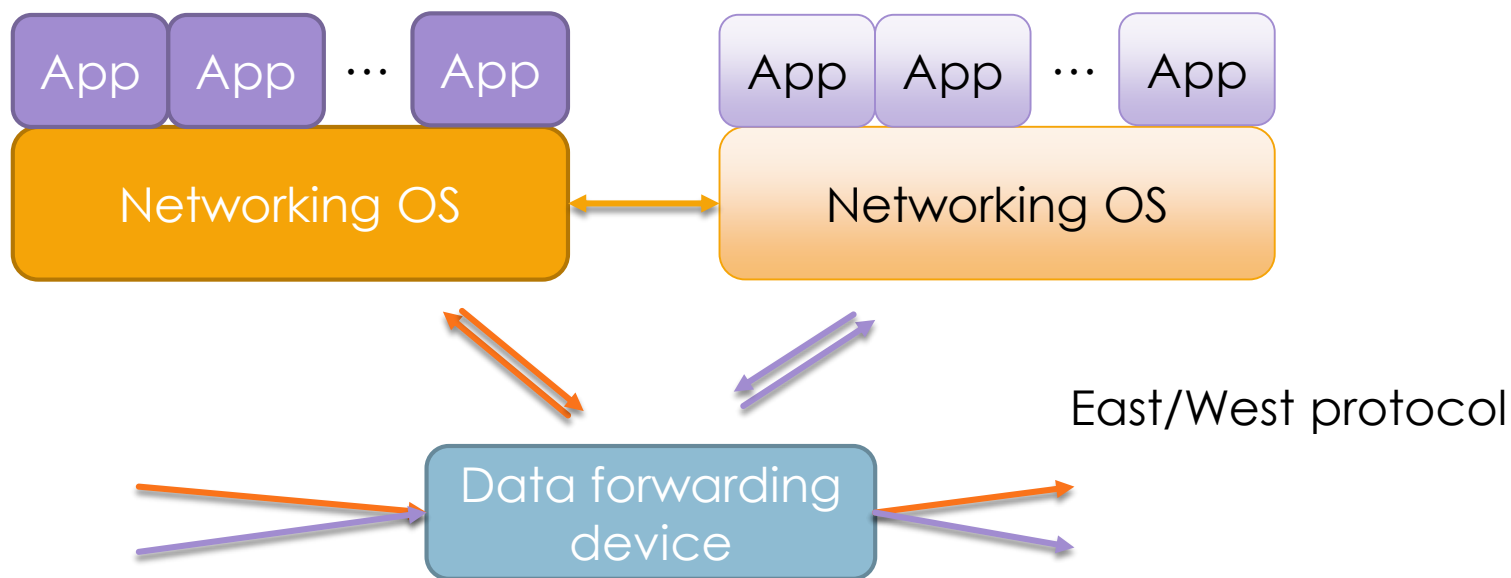 App App … App
App App … App
Networking OS
Networking OS
East/West protocol
Data forwarding
device